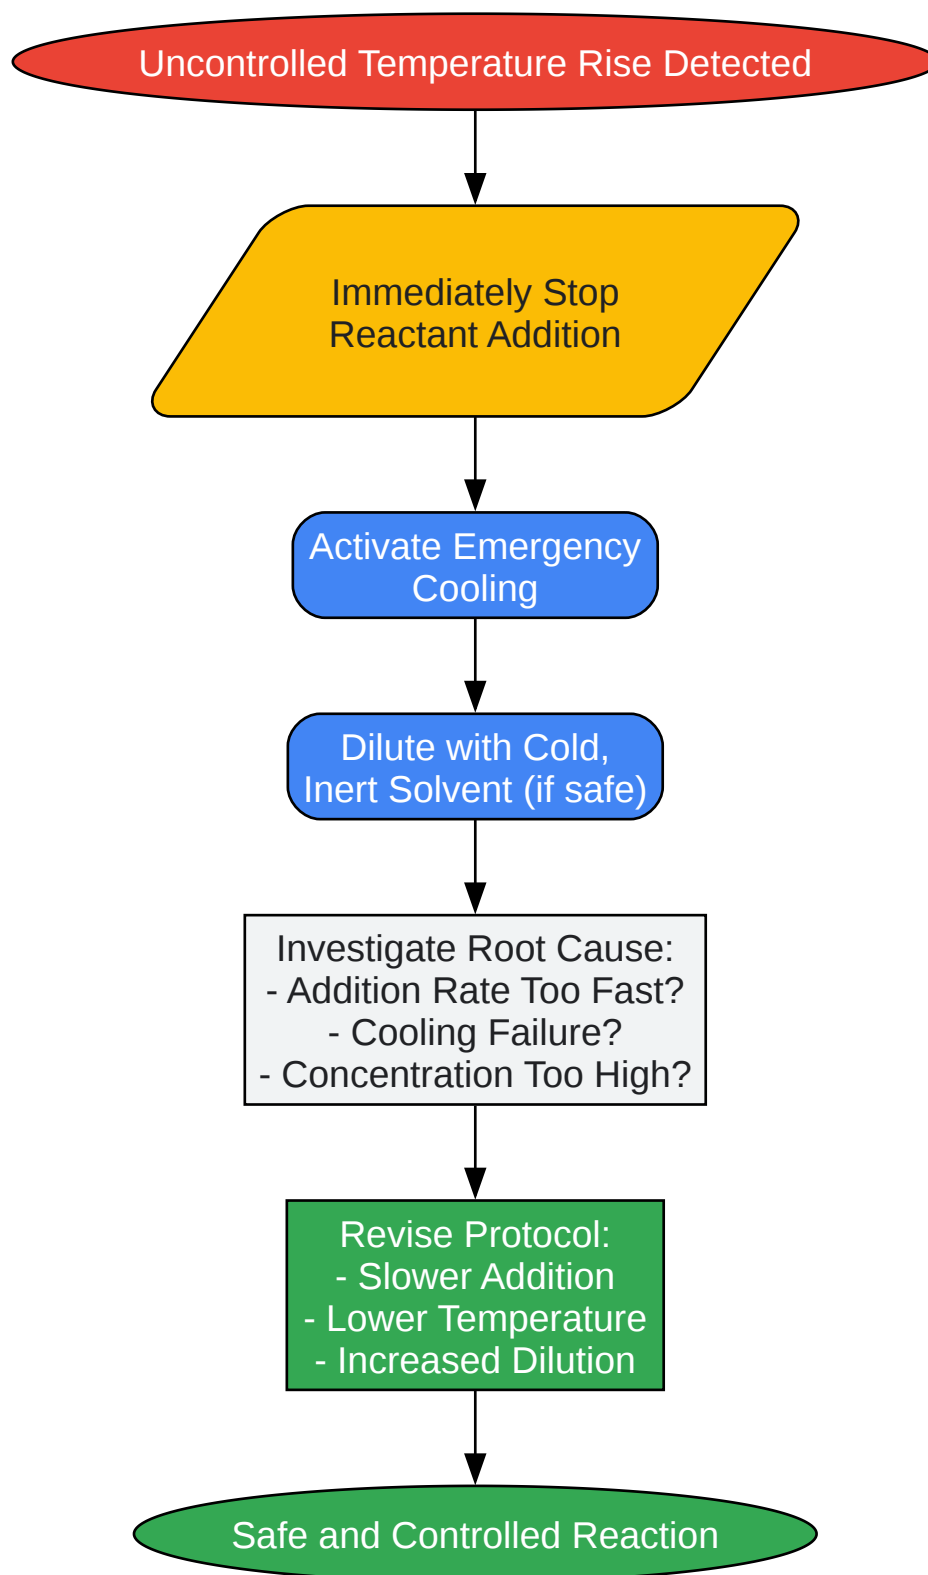 Uncontrolled Temperature Rise Detected
Immediately Stop
Reactant Addition
Activate Emergency
Cooling
Dilute with Cold,
Inert Solvent (if safe)
Investigate Root Cause:
- Addition Rate Too Fast?
- Cooling Failure?
- Concentration Too High?
Revise Protocol:
- Slower Addition
- Lower Temperature
- Increased Dilution
Safe and Controlled Reaction